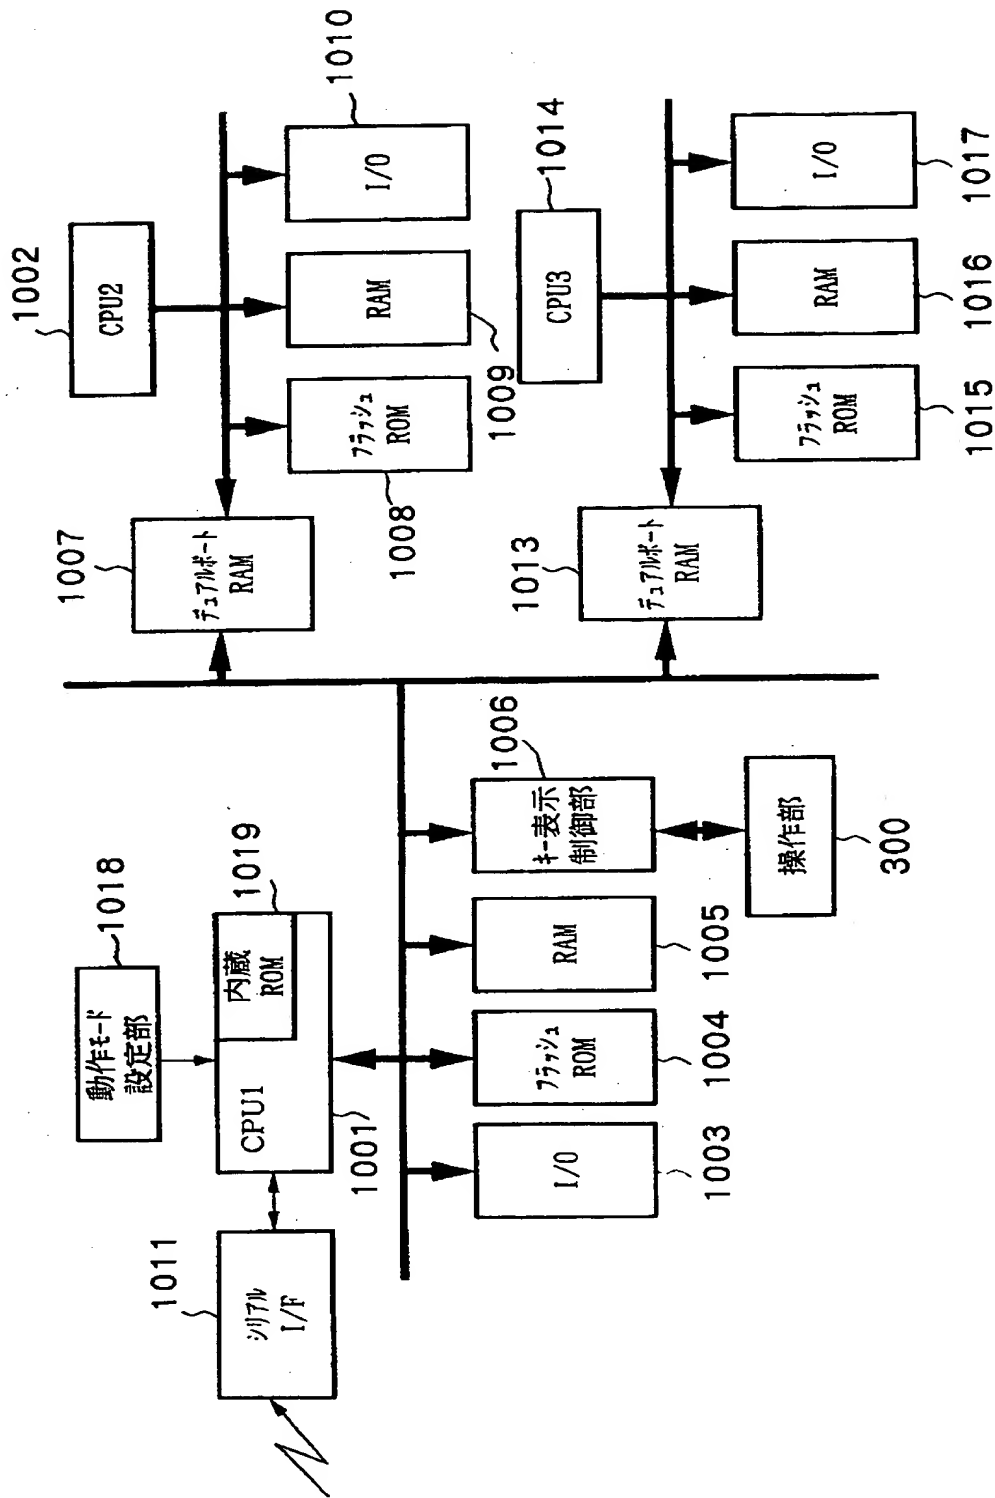 1018
動作モード
設定部
1011
シリアル
I/F
CPU1
内蔵
ROM
1019
1001
I/O
1003
フラッシュ
ROM
1004
RAM
1005
キー表示
制御部
1006
操作部
300
1007
デュアルポート
RAM
1002
CPU2
フラッシュ
ROM
1008
RAM
1009
I/O
1010
1013
デュアルポート
RAM
CPU3
1014
フラッシュ
ROM
1015
RAM
1016
I/O
1017